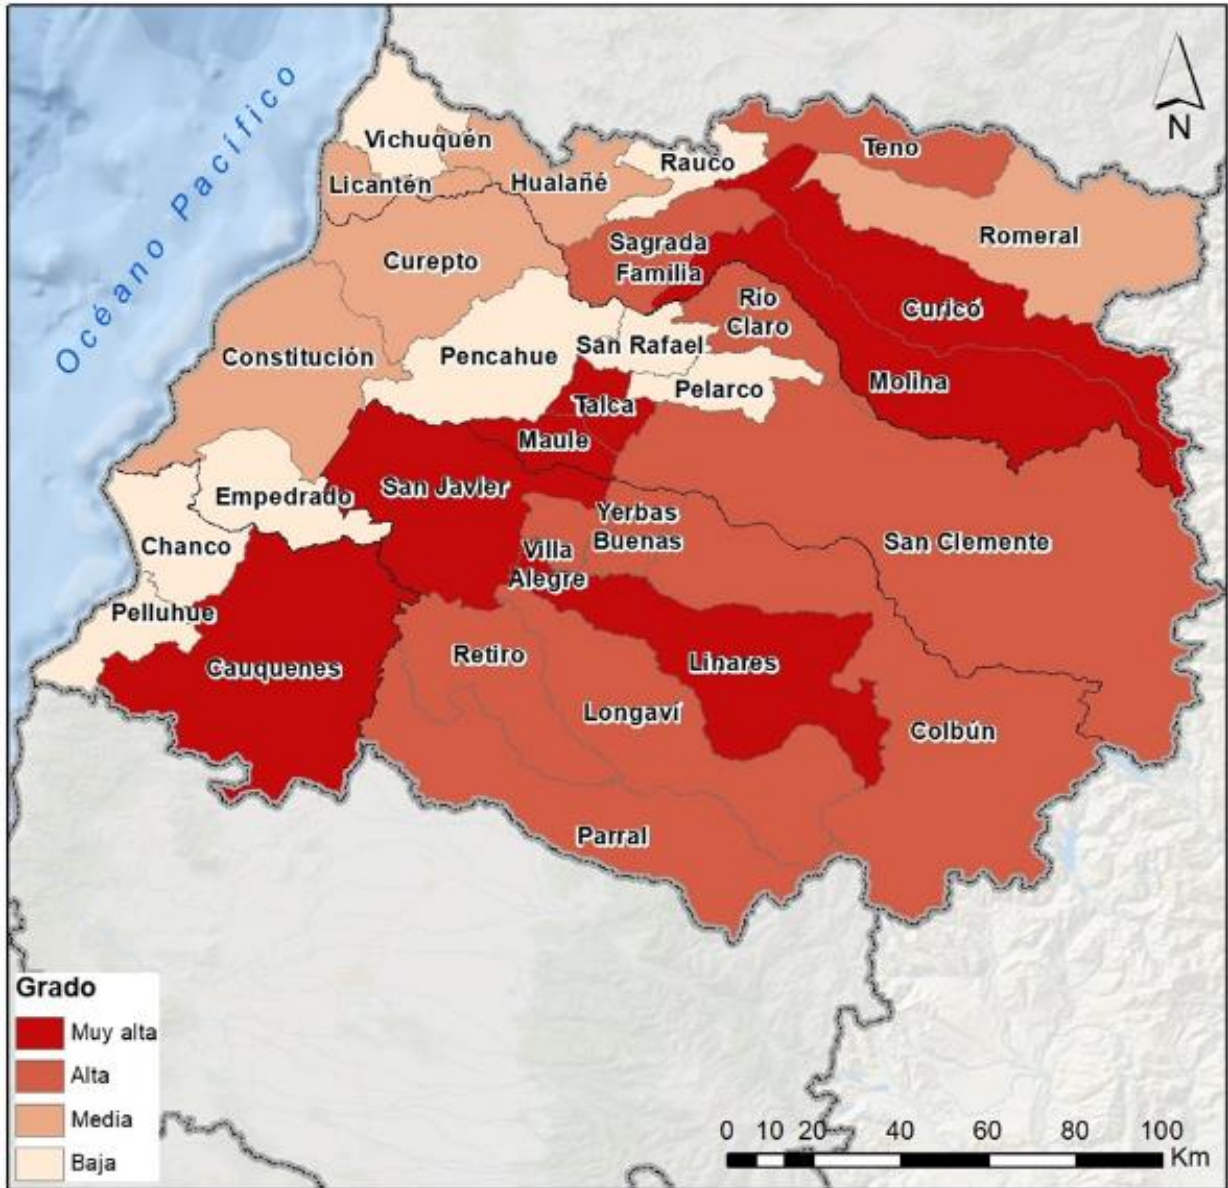 Océano Pacífico
N
Vichuquén
Rauco
Teno
Licantén
Hualañé
Romeral
Curepto
Sagrada
Familia
Río
Claro
Curicó
Constitución
Pencahue
San Rafael
Molina
Pelarco
Talca
Maule
San Javier
Empedrado
Yerbas
Buenas
Chanco
San Clemente
Villa
Alegre
Pelluhue
Cauquenes
Retiro
Linares
Longaví
Colbún
Parral
Grado
Muy alta
Alta
Media
Baja
0 10 20 40 60 80 100
Km